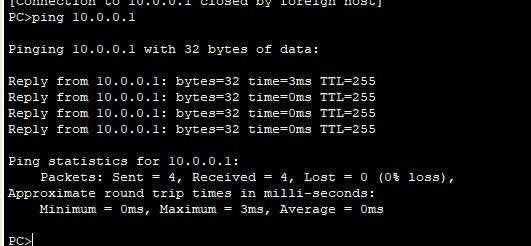 [Connection to 10.0.0.1 closed by foreign host]
PC>ping 10.0.0.1
Pinging 10.0.0.1 with 32 bytes of data:
Reply from 10.0.0.1: bytes=32 time=3ms TTL=255
Reply from 10.0.0.1: bytes=32 time=0ms TTL=255
Reply from 10.0.0.1: bytes=32 time=0ms TTL=255
Reply from 10.0.0.1: bytes=32 time=0ms TTL=255
Ping statistics for 10.0.0.1:
Packets: Sent = 4, Received = 4, Lost = 0 (0% loss),
Approximate round trip times in milli-seconds:
Minimum = 0ms, Maximum = 3ms, Average = 0ms
PC>